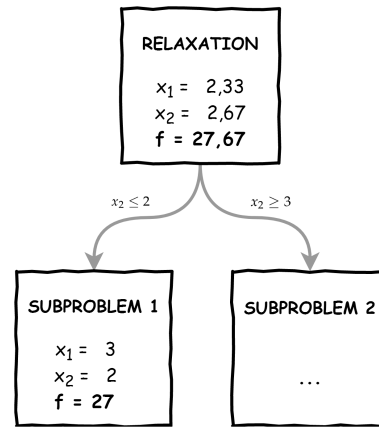 RELAXATION
x₁ = 2,33
x₂ = 2,67
f = 27,67
x₂ ≤ 2
x₂ ≥ 3
SUBPROBLEM 1
x₁ = 3
x₂ = 2
f = 27
SUBPROBLEM 2
...